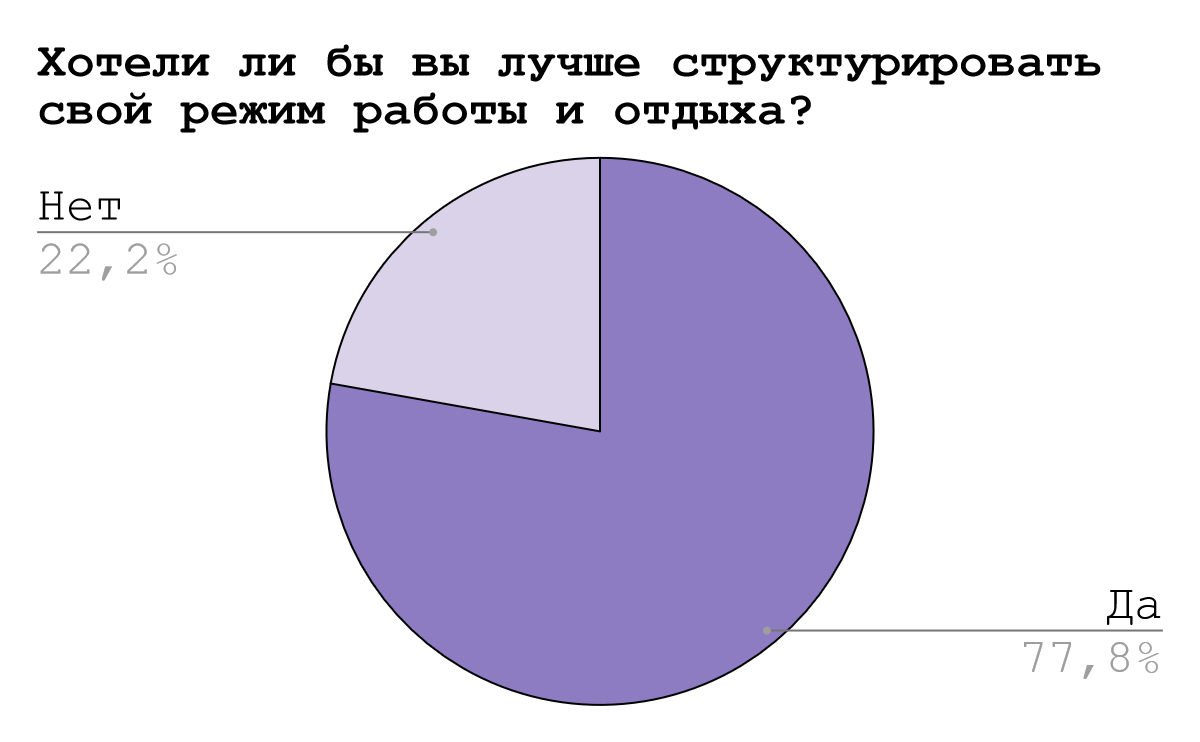 Хотели ли бы вы лучше структурировать
свой режим работы и отдыха?
Нет
22,2%
Да
77,8%